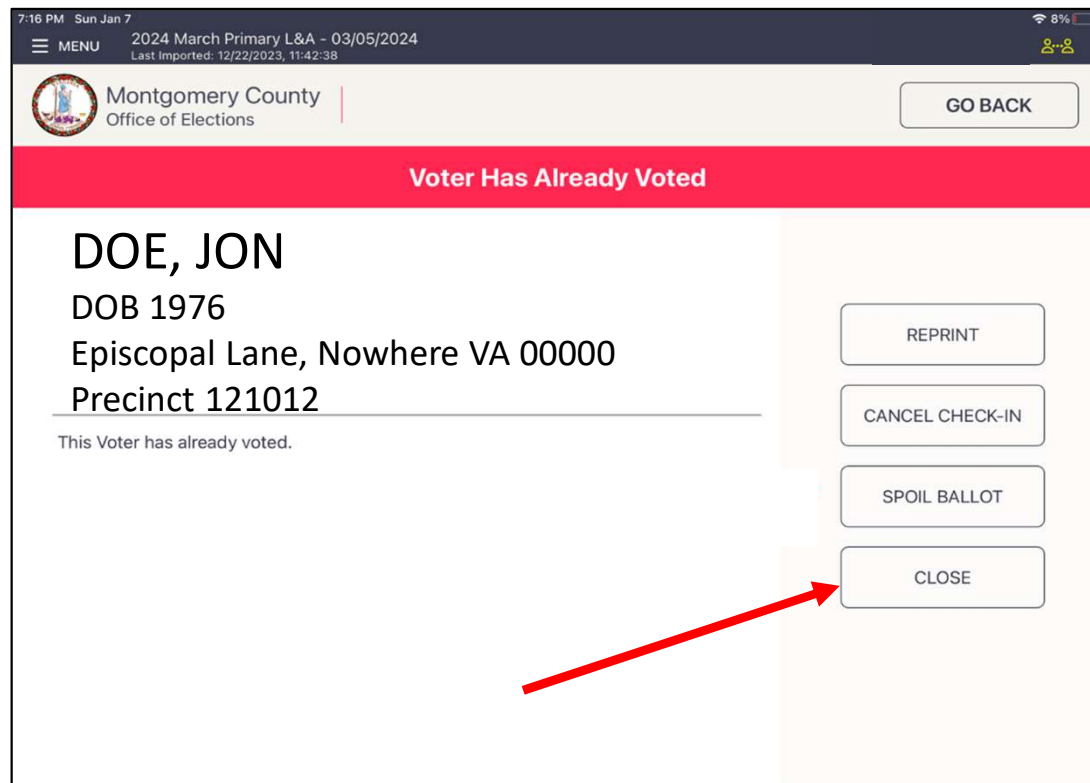 7:16 PM Sun Jan 7
8%
MENU
2024 March Primary L&A - 03/05/2024
Last Imported: 12/22/2023, 11:42:38
Montgomery County
Office of Elections
GO BACK
Voter Has Already Voted
DOE, JON
DOB 1976
Episcopal Lane, Nowhere VA 00000
Precinct 121012
This Voter has already voted.
REPRINT
CANCEL CHECK-IN
SPOIL BALLOT
CLOSE